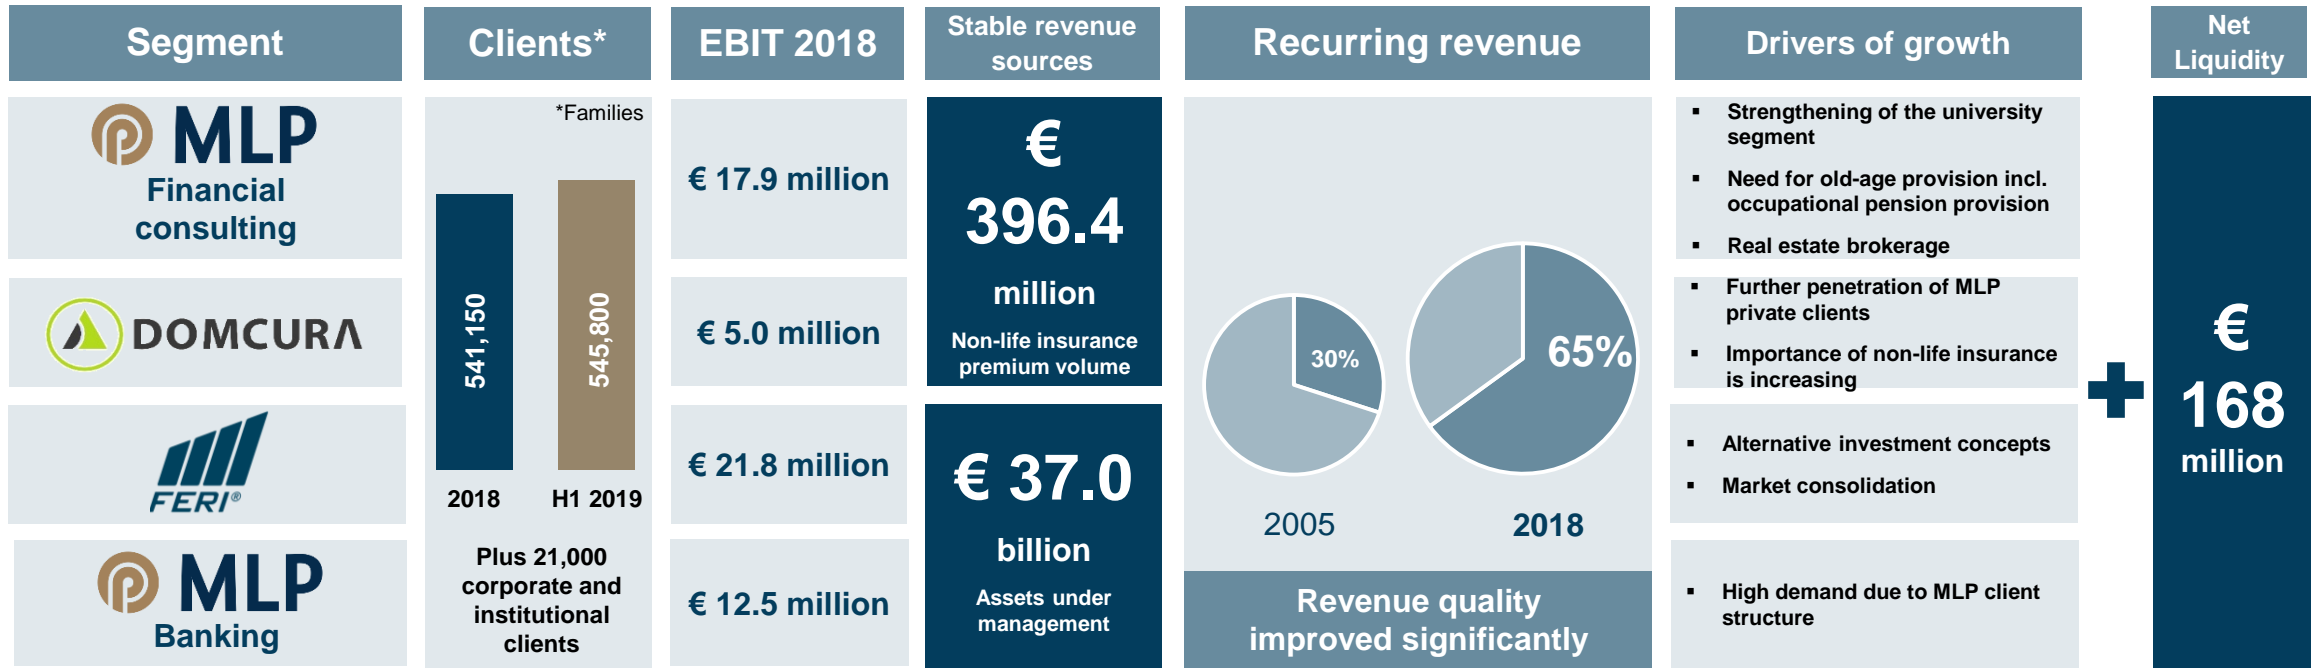 Segment
Clients*
EBIT 2018
Stable revenue
sources
Recurring revenue
Drivers of growth
Net
Liquidity
MLP
Financial
consulting
DOMCURA
FERI®
MLP
Banking
*Families
541,150
545,800
2018
H1 2019
Plus 21,000
corporate and
institutional
clients
€ 17.9 million
€ 5.0 million
€ 21.8 million
€ 12.5 million
€
396.4
million
Non-life insurance
premium volume
€ 37.0
billion
Assets under
management
30%
65%
2005
2018
Revenue quality
improved significantly
▪ Strengthening of the university
segment
▪ Need for old-age provision incl.
occupational pension provision
▪ Real estate brokerage
▪ Further penetration of MLP
private clients
▪ Importance of non-life insurance
is increasing
▪ Alternative investment concepts
▪ Market consolidation
▪ High demand due to MLP client
structure
€
168
million